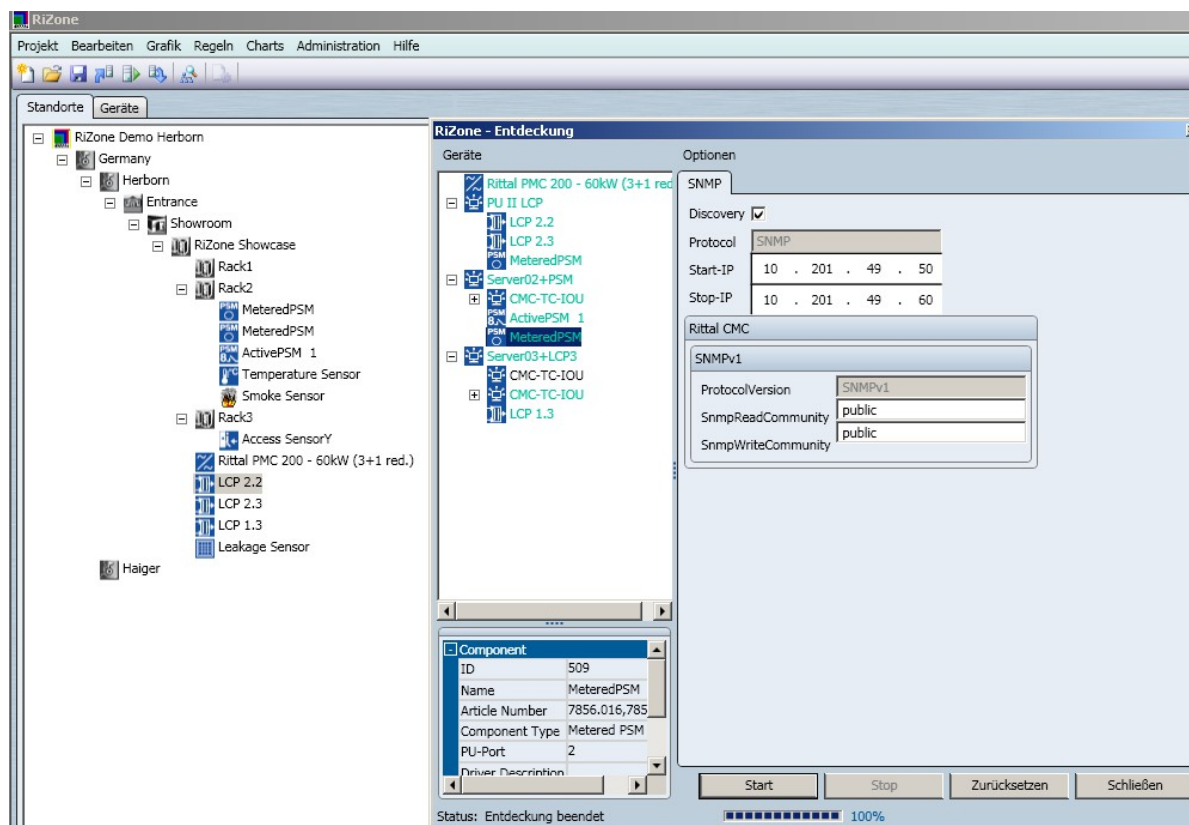 RiZone
Projekt Bearbeiten Grafik Regeln Charts Administration Hilfe
Standorte Geräte
RiZone Demo Herborn
Germany
Herborn
Entrance
Showroom
RiZone Showcase
Rack1
Rack2
MeteredPSM
MeteredPSM
ActivePSM 1
Temperature Sensor
Smoke Sensor
Rack3
Access SensorY
Rittal PMC 200 - 60kW (3+1 red.)
LCP 2.2
LCP 2.3
LCP 1.3
Leakage Sensor
Haiger
RiZone - Entdeckung
Geräte
Rittal PMC 200 - 60kW (3+1 red
PU II LCP
LCP 2.2
LCP 2.3
MeteredPSM
Server02+PSM
CMC-TC-IOU
ActivePSM 1
MeteredPSM
Server03+LCP3
CMC-TC-IOU
CMC-TC-IOU
LCP 1.3
Component
ID 509
Name MeteredPSM
Article Number 7856.016,785
Component Type Metered PSM
PU-Port 2
Driver Description
Status: Entdeckung beendet
Optionen
SNMP
Discovery
Protocol SNMP
Start-IP 10 . 201 . 49 . 50
Stop-IP 10 . 201 . 49 . 60
Rittal CMC
SNMPv1
ProtocolVersion SNMPv1
SnmpReadCommunity public
SnmpWriteCommunity public
Start Stop Zurücksetzen Schließen
100%